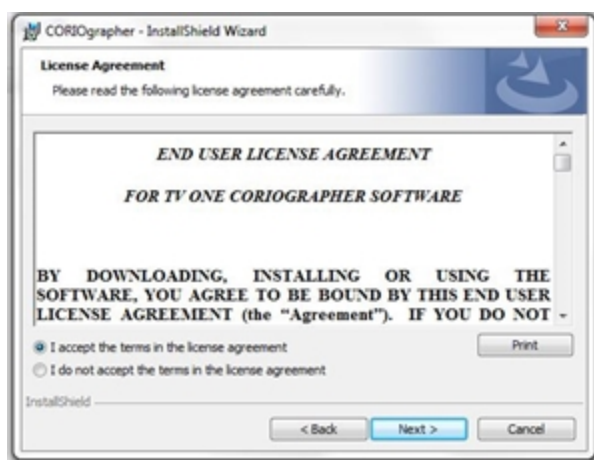 CORIOgrapher - InstallShield Wizard
License Agreement
Please read the following license agreement carefully.
END USER LICENSE AGREEMENT
FOR TV ONE CORIOGRAPHER SOFTWARE
BY DOWNLOADING, INSTALLING OR USING THE
SOFTWARE, YOU AGREE TO BE BOUND BY THIS END USER
LICENSE AGREEMENT (the “Agreement”). IF YOU DO NOT
I accept the terms in the license agreement
Print
I do not accept the terms in the license agreement
InstallShield
< Back Next > Cancel